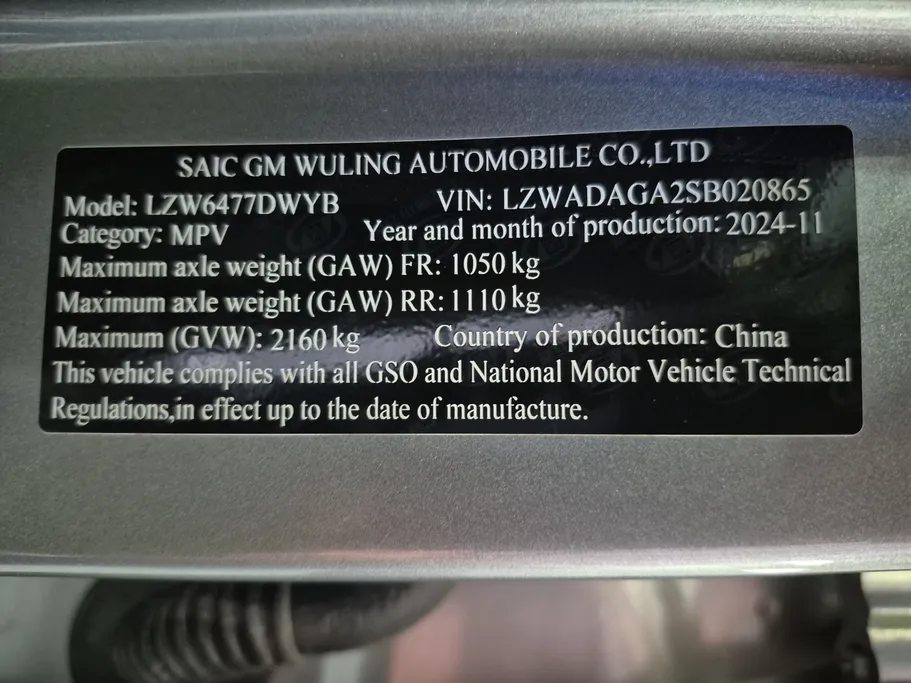 SAIC GM WULING AUTOMOBILE CO.,LTD
Model: LZW6477DWYB VIN: LZWADAGA2SB020865
Category: MPV Year and month of production: 2024-11
Maximum axle weight (GAW) FR: 1050 kg
Maximum axle weight (GAW) RR: 1110 kg
Maximum (GVW): 2160 kg Country of production: China
This vehicle complies with all GSO and National Motor Vehicle Technical
Regulations,in effect up to the date of manufacture.